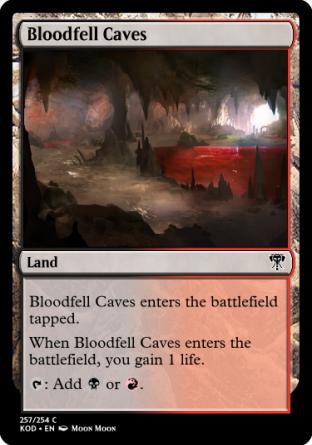 Bloodfell Caves
Land
Bloodfell Caves enters the battlefield
tapped.
When Bloodfell Caves enters the
battlefield, you gain 1 life.
: Add or .
257/254 C
KOD • EN Moon Moon